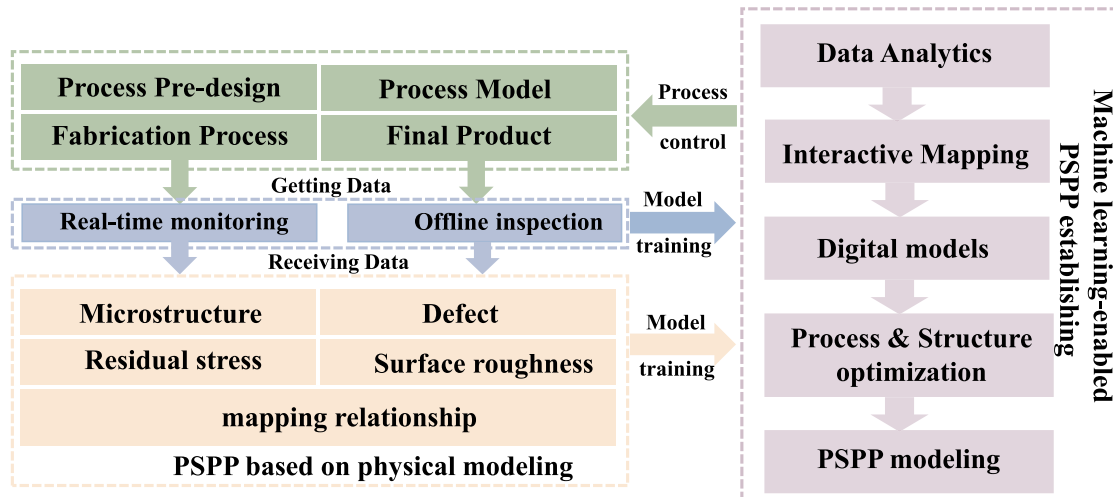 Process Pre-design
Process Model
Fabrication Process
Final Product
Getting Data
Real-time monitoring
Offline inspection
Receiving Data
Microstructure
Defect
Residual stress
Surface roughness
mapping relationship
PSPP based on physical modeling
Process
control
Model
training
Model
training
Data Analytics
Interactive Mapping
Digital models
Process & Structure
optimization
PSPP modeling
Machine learning-enabled
PSPP establishing